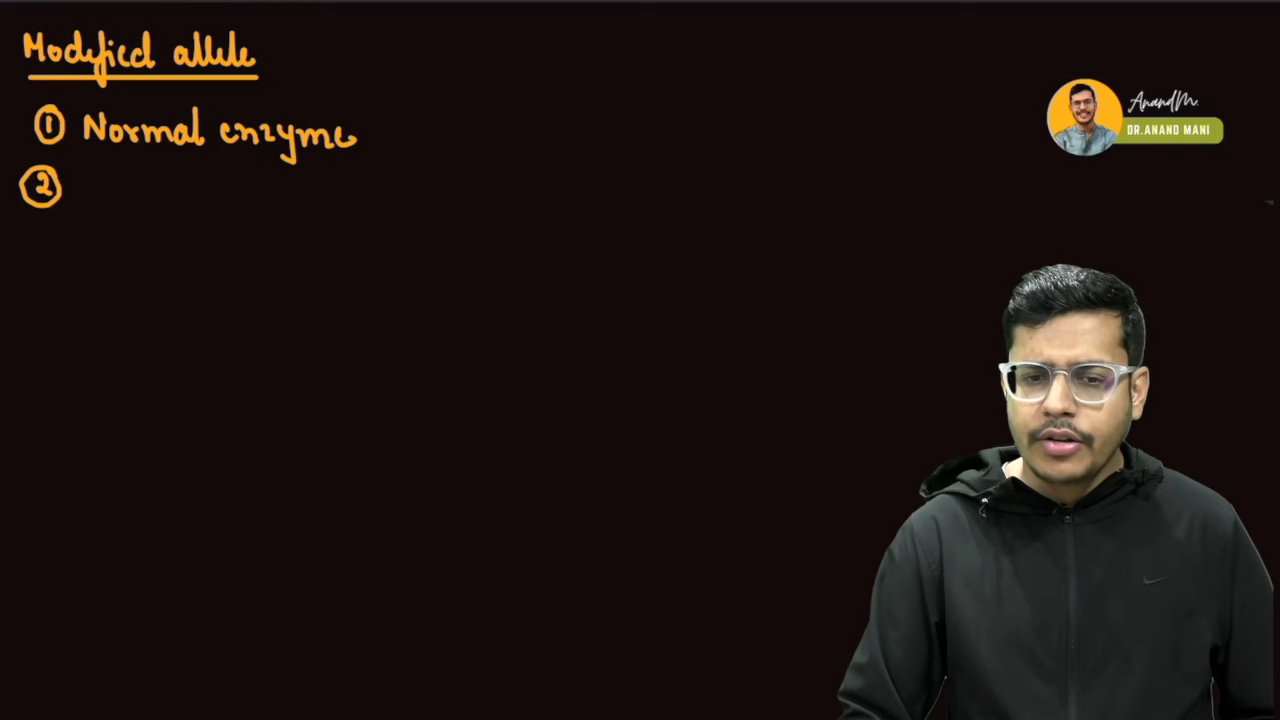 Modified allele
① Normal enzyme
②
AnandM.
DR.ANAND MANI